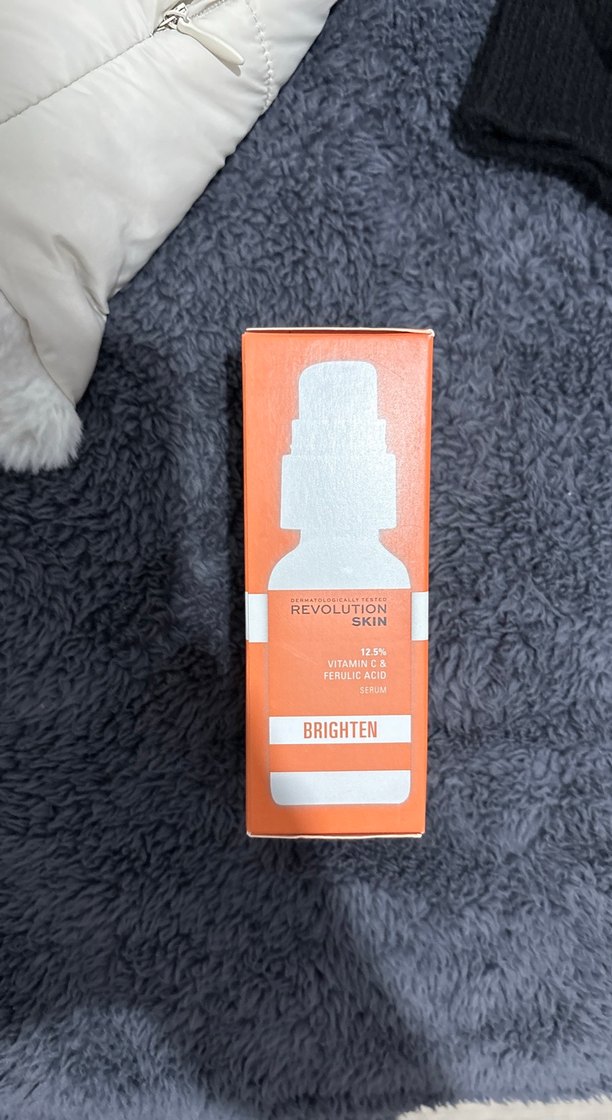 DERMATOLOGICALLY TESTED
REVOLUTION
SKIN
12.5%
VITAMIN C &
FERULIC ACID
SERUM
BRIGHTEN